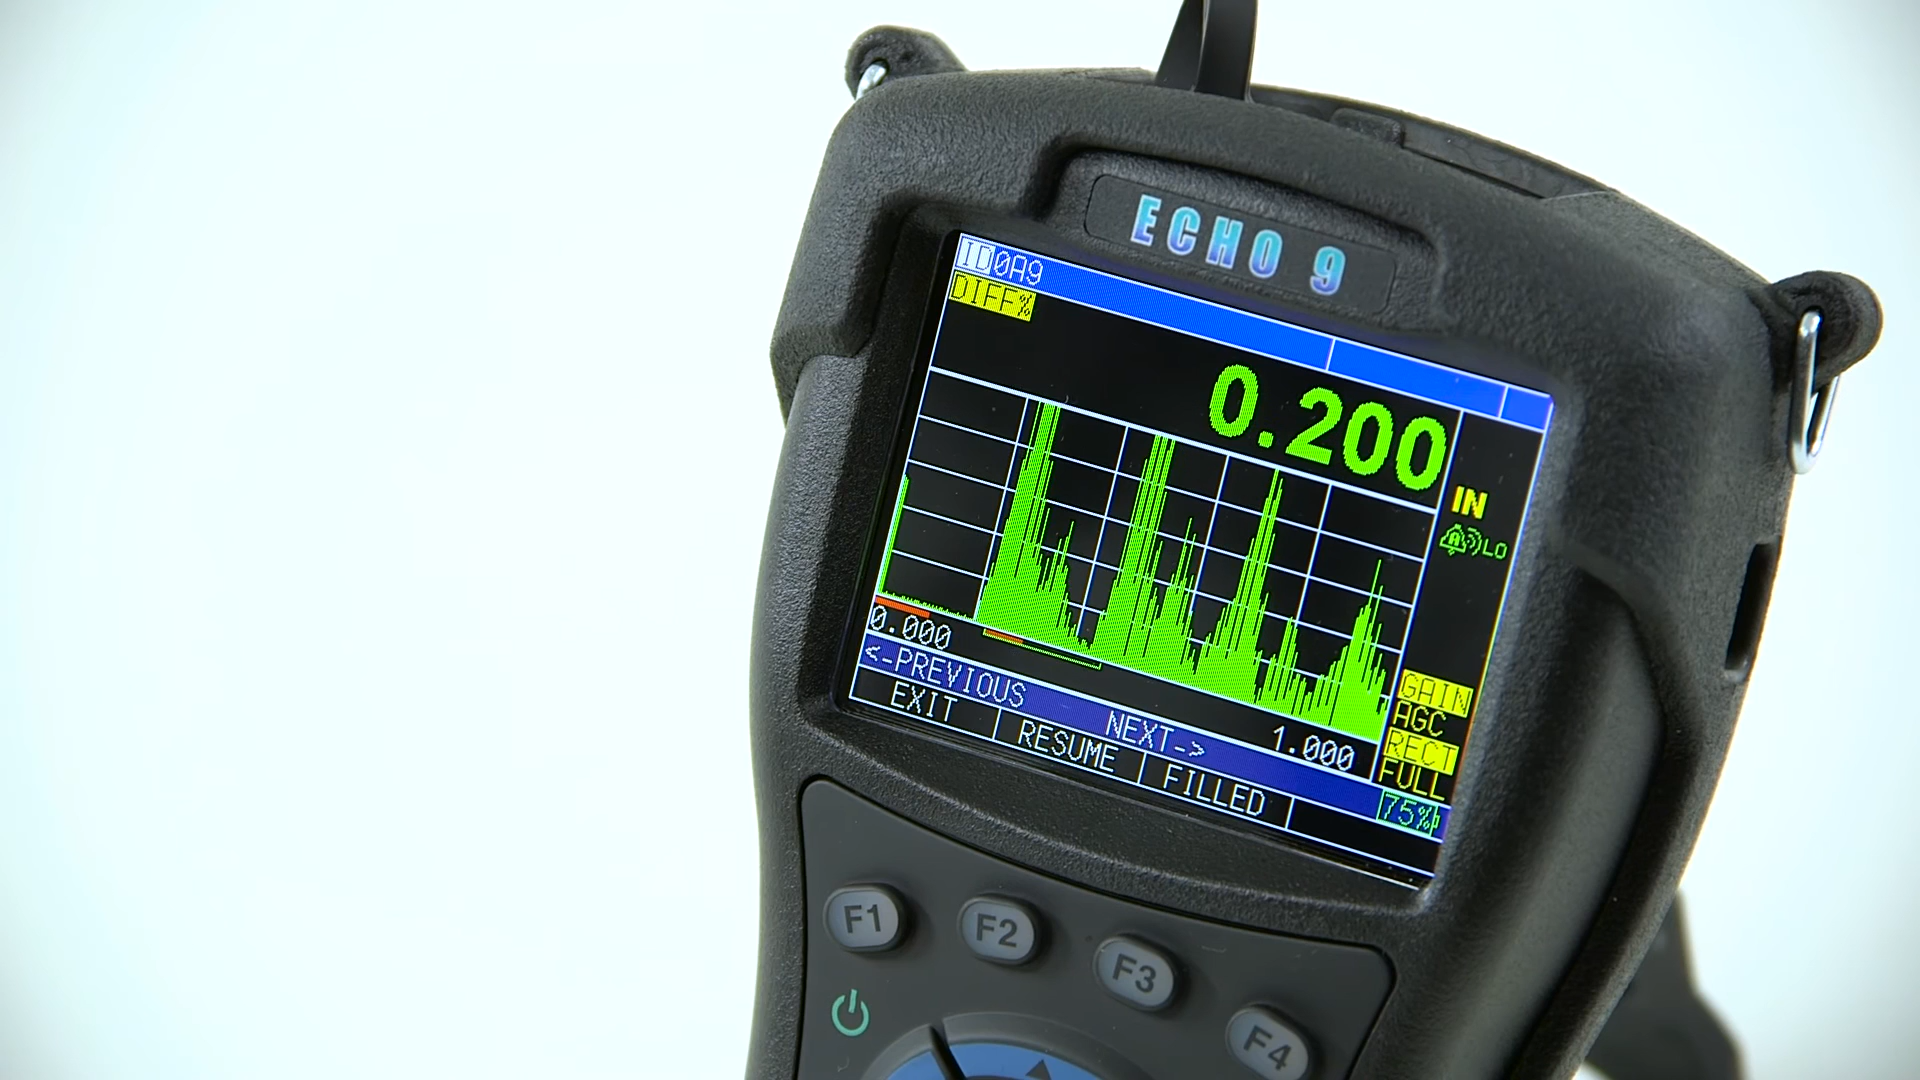 ECHO 9
ID0A9
DIFF%
0.200
IN
LO
0.000
1.000
GAIN
AGC
RECT
FULL
<-PREVIOUS
NEXT->
75%
EXIT
RESUME
FILLED
F1
F2
F3
F4